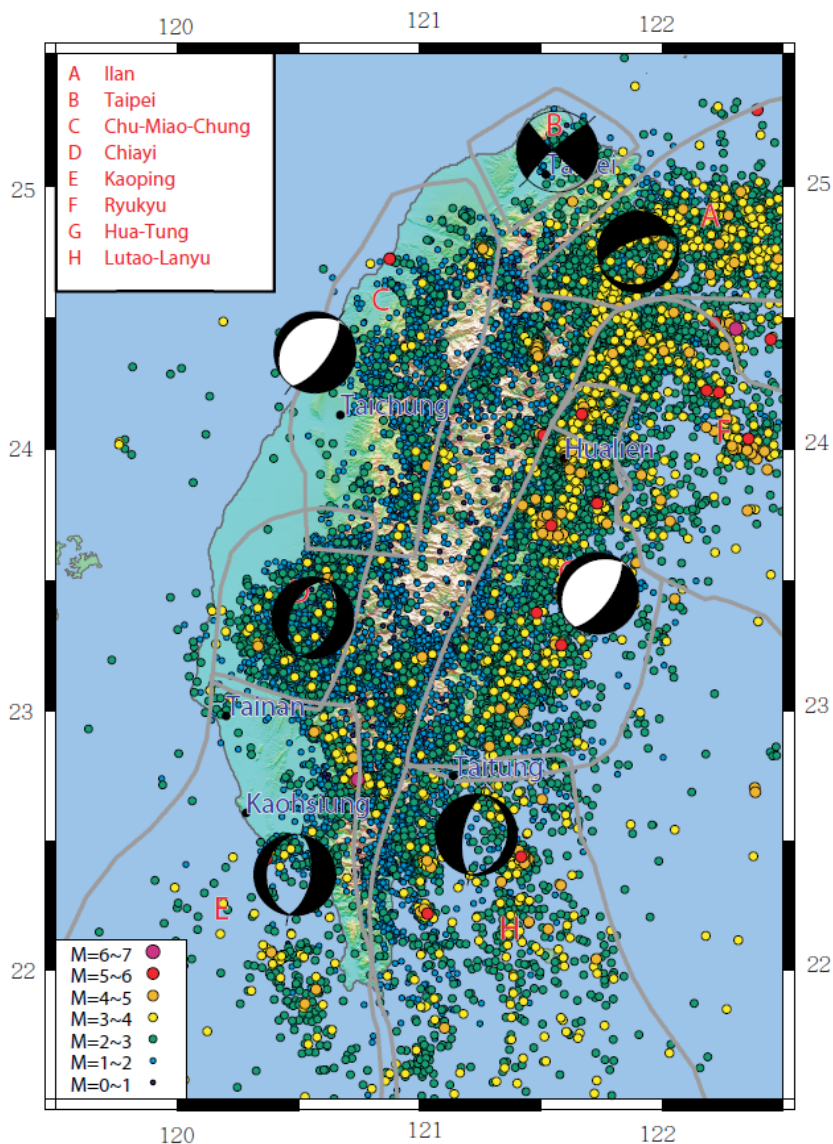 120 121 122
A Ilan
B Taipei
C Chu-Miao-Chung
D Chiayi
E Kaoping
F Ryukyu
G Hua-Tung
H Lutao-Lanyu
B
Taipei
25 25
A
C
Taichung
24 24
F
Hualien
Tainan
23 23
Taitung
Kaohsiung
E
H
22 22
M=6~7
M=5~6
M=4~5
M=3~4
M=2~3
M=1~2
M=0~1
120 121 122